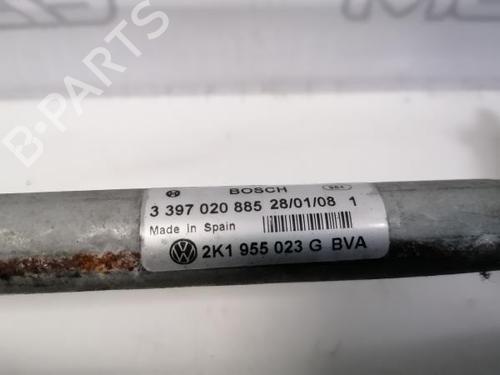 BOSCH
3 397 020 885 28/01/08 1
Made in Spain
2K1 955 023 G BVA
B-PARTS